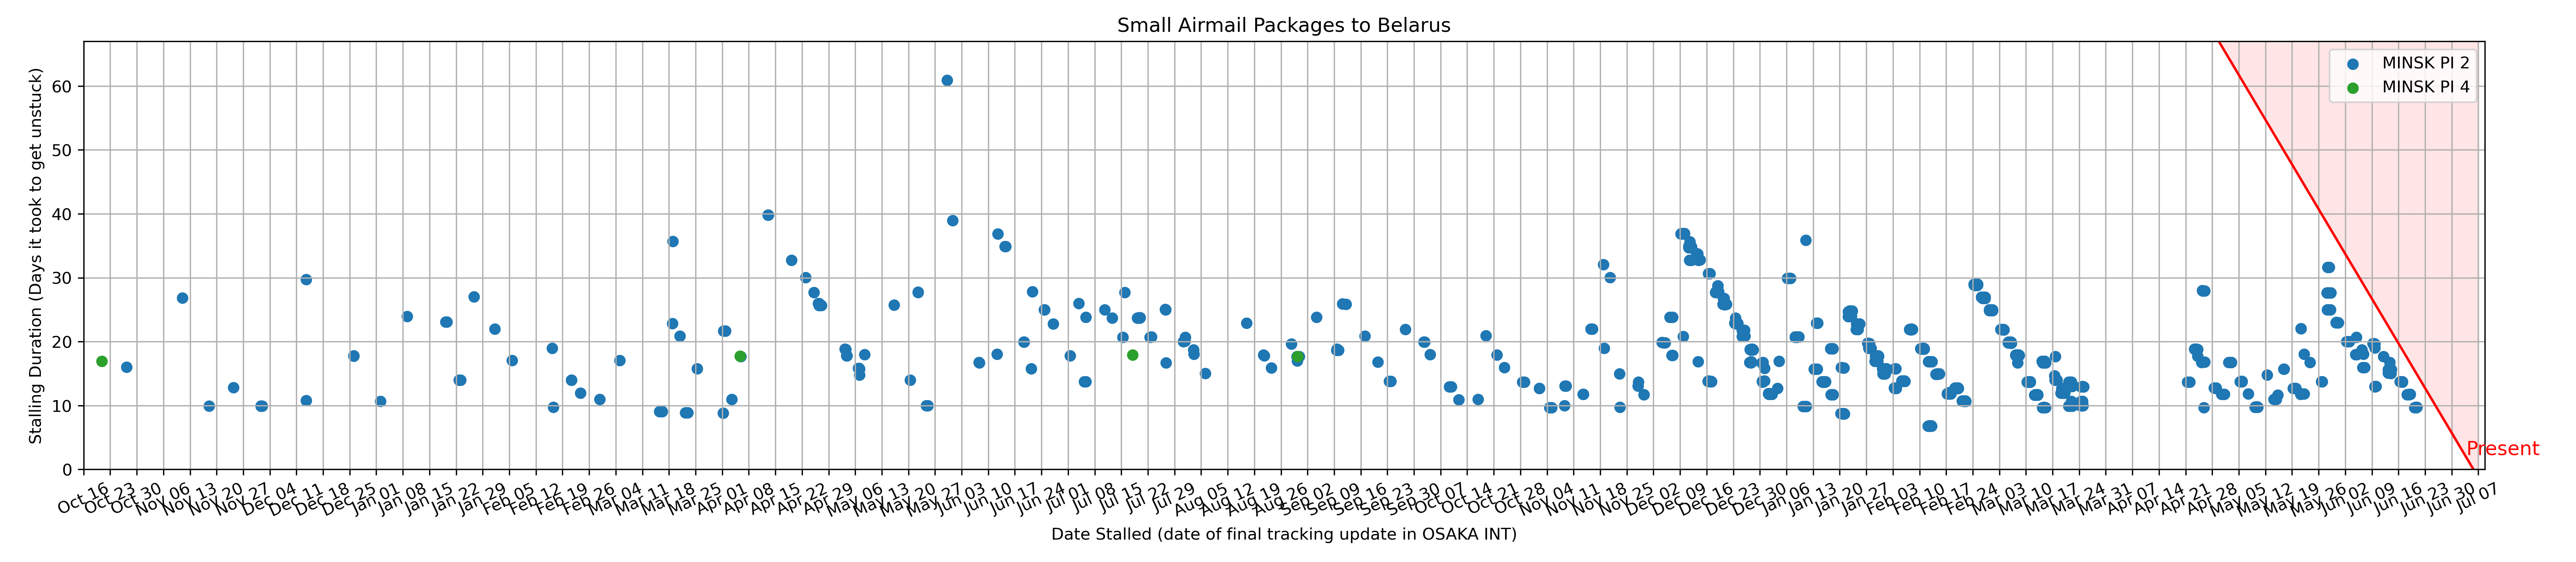 Small Airmail Packages to Belarus
MINSK PI 2
MINSK PI 4
Stalling Duration (Days it took to get unstuck)
60
50
40
30
20
10
0
Present
Oct 16 Oct 23 Oct 30 Nov 06 Nov 13 Nov 20 Nov 27 Dec 04 Dec 11 Dec 18 Dec 25 Jan 01 Jan 08 Jan 15 Jan 22 Jan 29 Feb 05 Feb 12 Feb 19 Feb 26 Mar 04 Mar 11 Mar 18 Mar 25 Apr 01 Apr 08 Apr 15 Apr 22 Apr 29 May 06 May 13 May 20 May 27 Jun 03 Jun 10 Jun 17 Jun 24 Jul 01 Jul 08 Jul 15 Jul 22 Jul 29 Aug 05 Aug 12 Aug 19 Aug 26 Sep 02 Sep 09 Sep 16 Sep 23 Sep 30 Oct 07 Oct 14 Oct 21 Oct 28 Nov 04 Nov 11 Nov 18 Nov 25 Dec 02 Dec 09 Dec 16 Dec 23 Dec 30 Jan 06 Jan 13 Jan 20 Jan 27 Feb 03 Feb 10 Feb 17 Feb 24 Mar 03 Mar 10 Mar 17 Mar 24 Mar 31 Apr 07 Apr 14 Apr 21 Apr 28 May 05 May 12 May 19 May 26 Jun 02 Jun 09 Jun 16 Jun 23 Jun 30 Jul 07
Date Stalled (date of final tracking update in OSAKA INT)